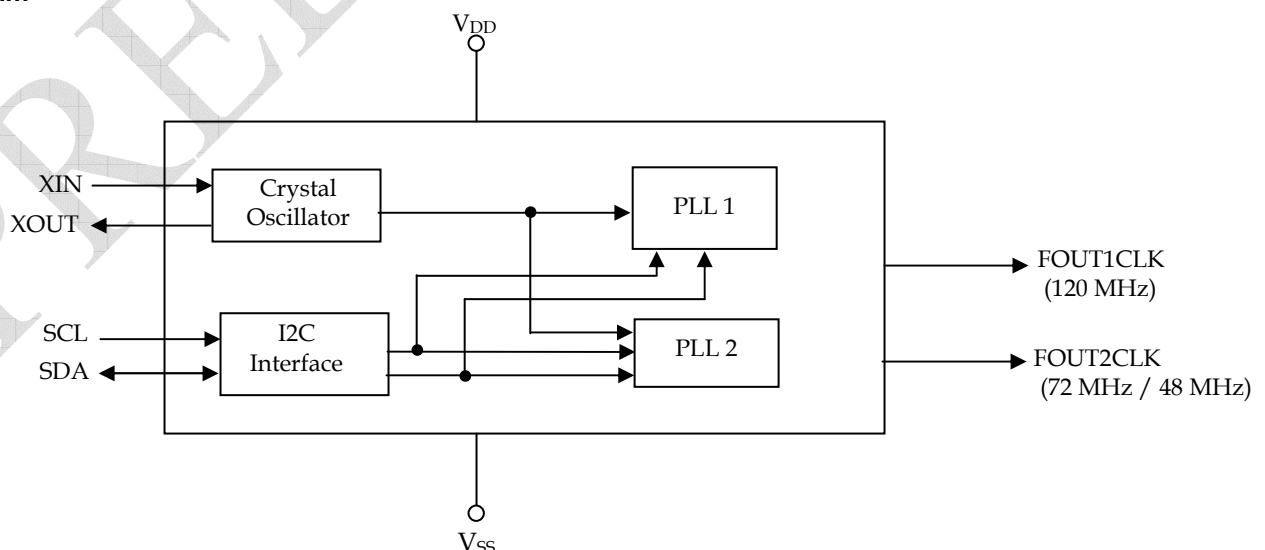 VDD
XIN
XOUT
Crystal
Oscillator
PLL 1
FOUT1CLK
(120 MHz)
SCL
SDA
I2C
Interface
PLL 2
FOUT2CLK
(72 MHz / 48 MHz)
VSS